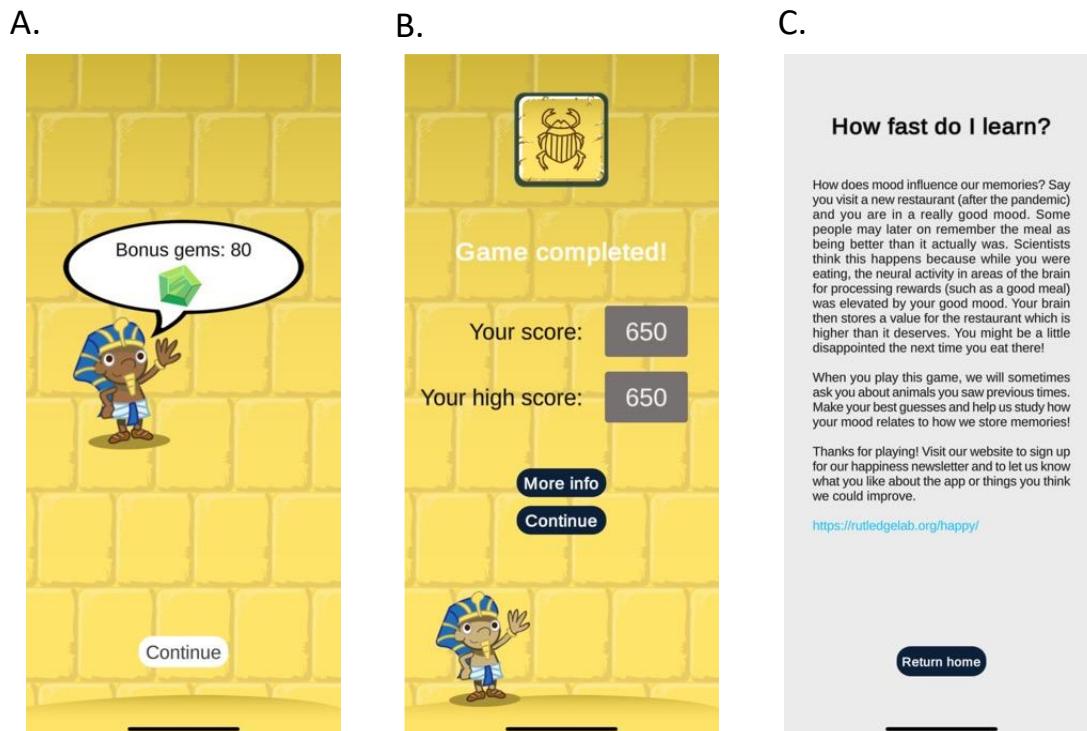 A.
Bonus gems: 80
Continue
B.
Game completed!
Your score: 650
Your high score: 650
More info
Continue
C.
How fast do I learn?
How does mood influence our memories? Say
you visit a new restaurant (after the pandemic)
and you are in a really good mood. Some
people may later on remember the meal as
being better than it actually was. Scientists
think this happens because while you were
eating, the neural activity in areas of the brain
for processing rewards (such as a good meal)
was elevated by your good mood. Your brain
then stores a value for the restaurant which is
higher than it deserves. You might be a little
disappointed the next time you eat there!
When you play this game, we will sometimes
ask you about animals you saw previous times.
Make your best guesses and help us study how
your mood relates to how we store memories!
Thanks for playing! Visit our website to sign up
for our happiness newsletter and to let us know
what you like about the app or things you think
we could improve.
https://rutledgelab.org/happy/
Return home